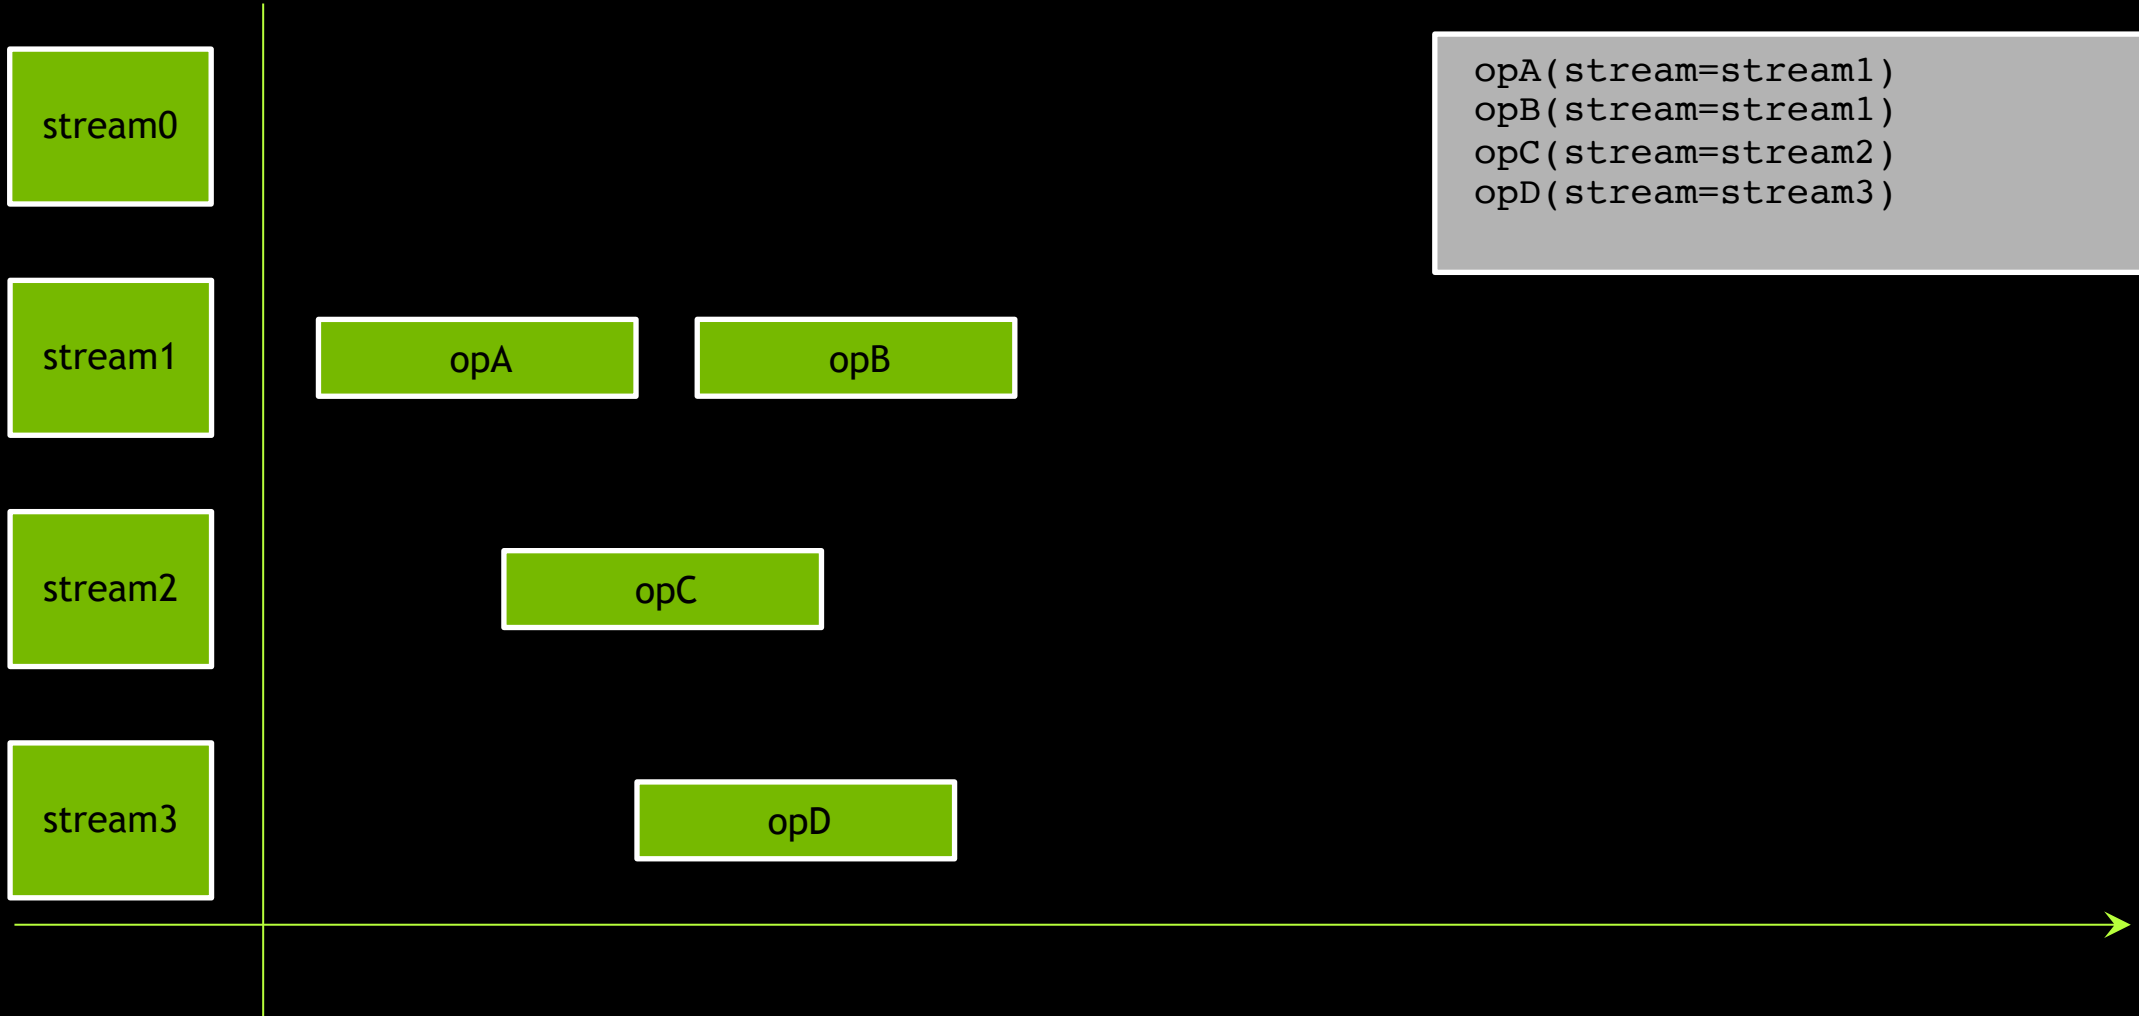 stream0
opA(stream=stream1)
opB(stream=stream1)
opC(stream=stream2)
opD(stream=stream3)
stream1
opA
opB
stream2
opC
stream3
opD